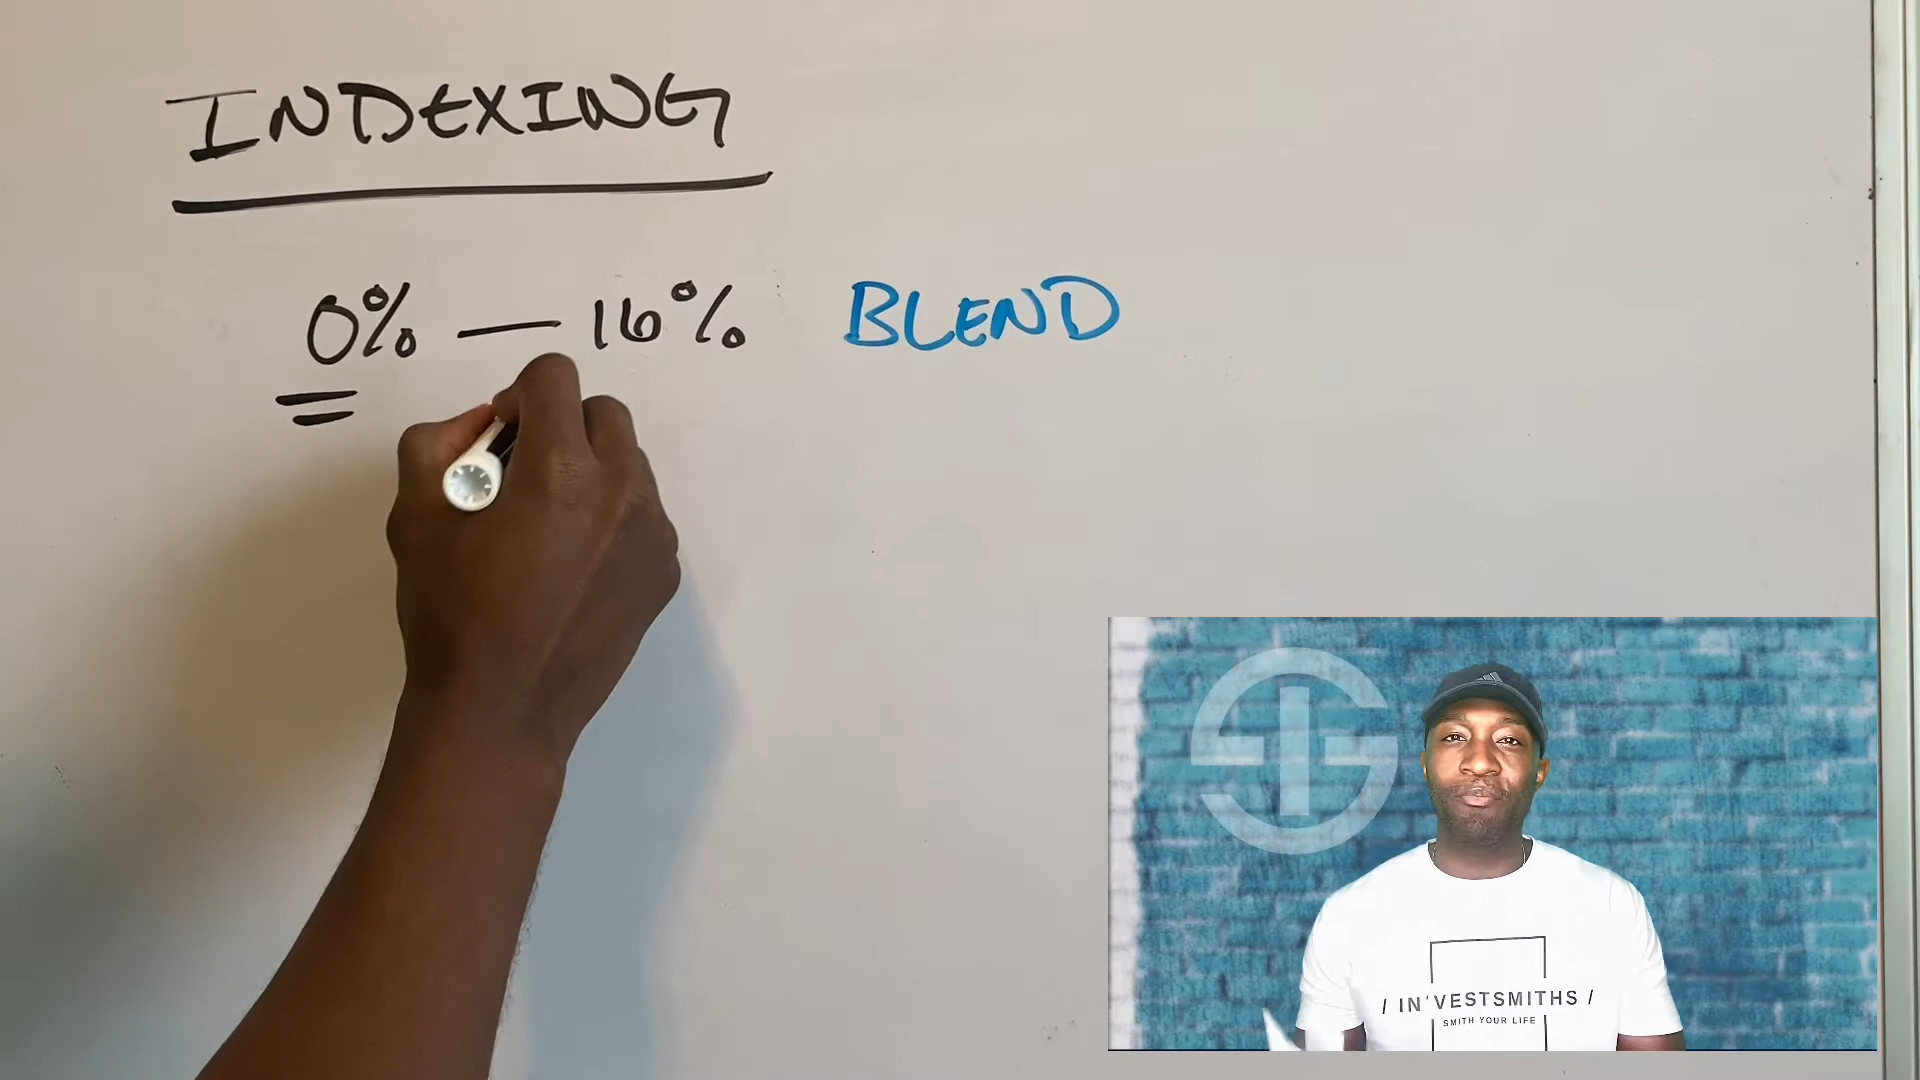 INDEXING
0% — 16% BLEND
/ IN'VESTSMITHS /
SMITH YOUR LIFE